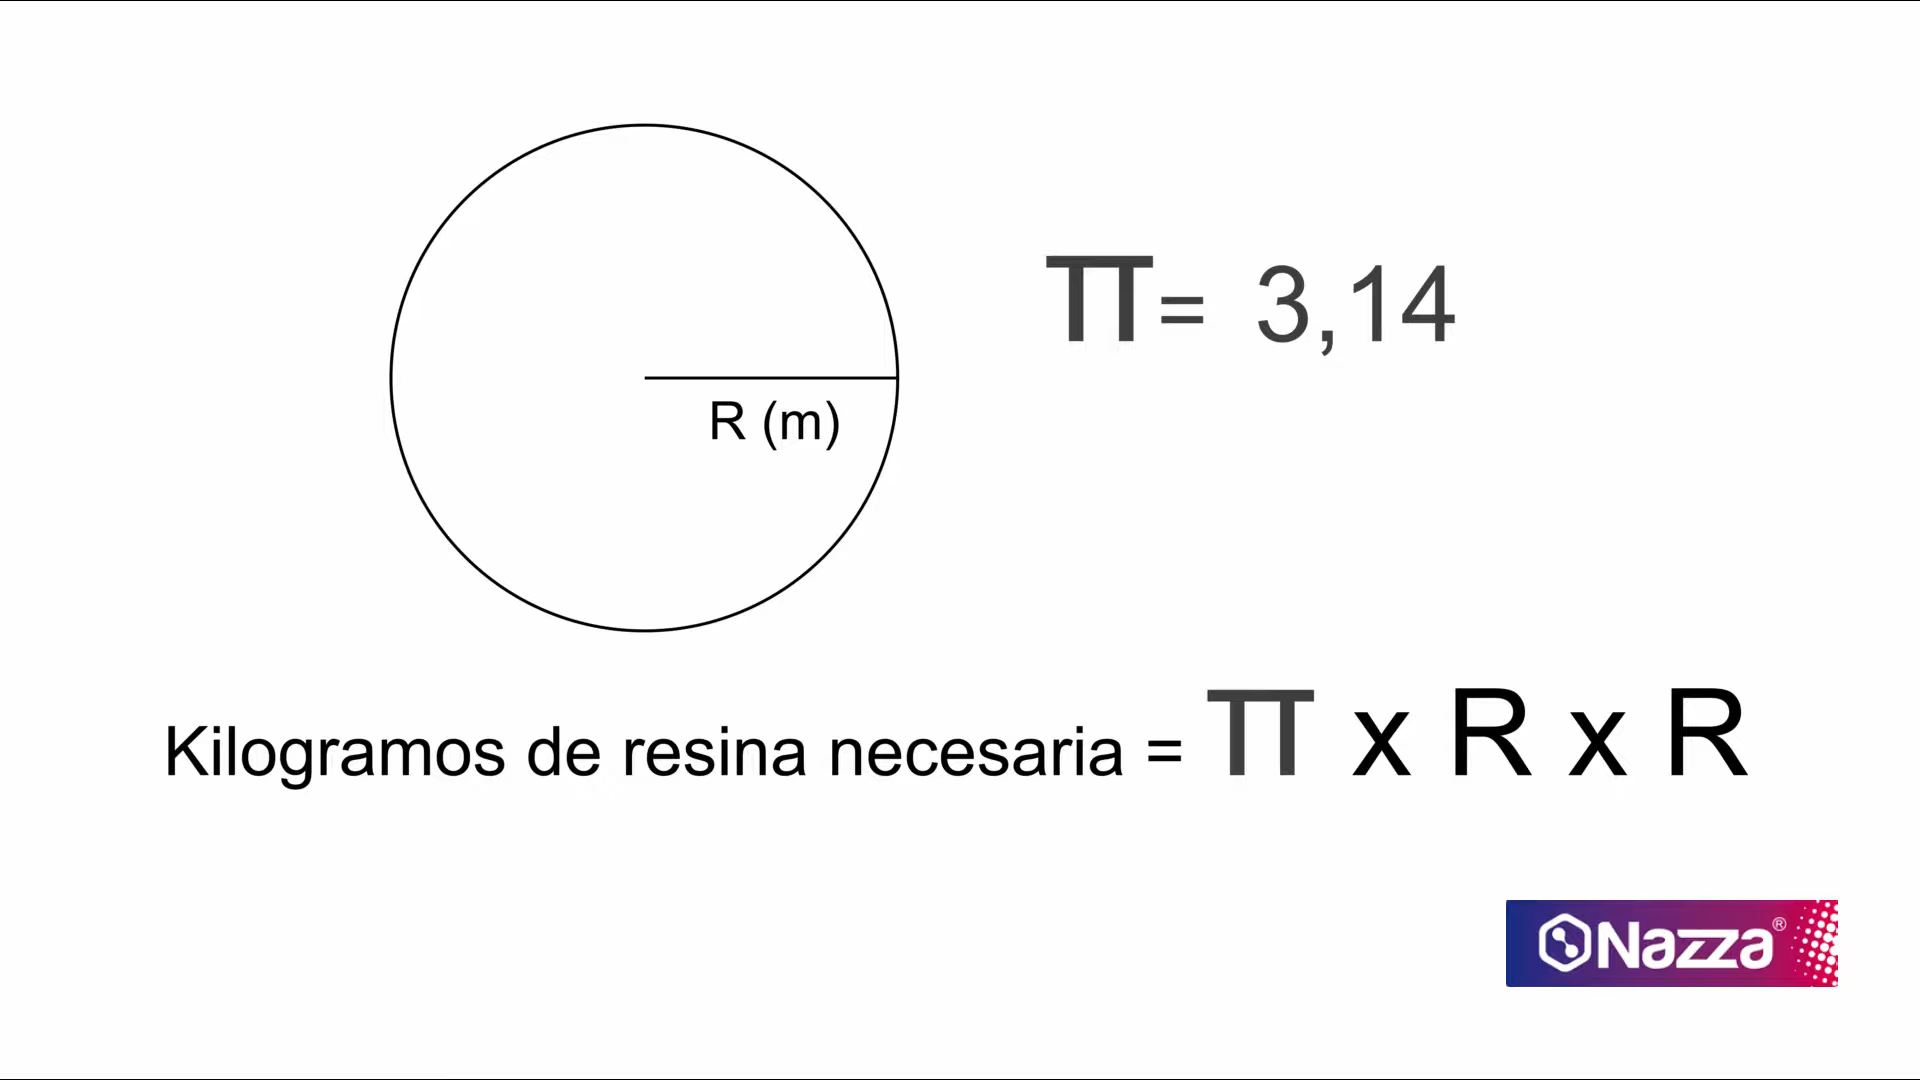 π = 3,14
R (m)
Kilogramos de resina necesaria = π x R x R
Nazza®